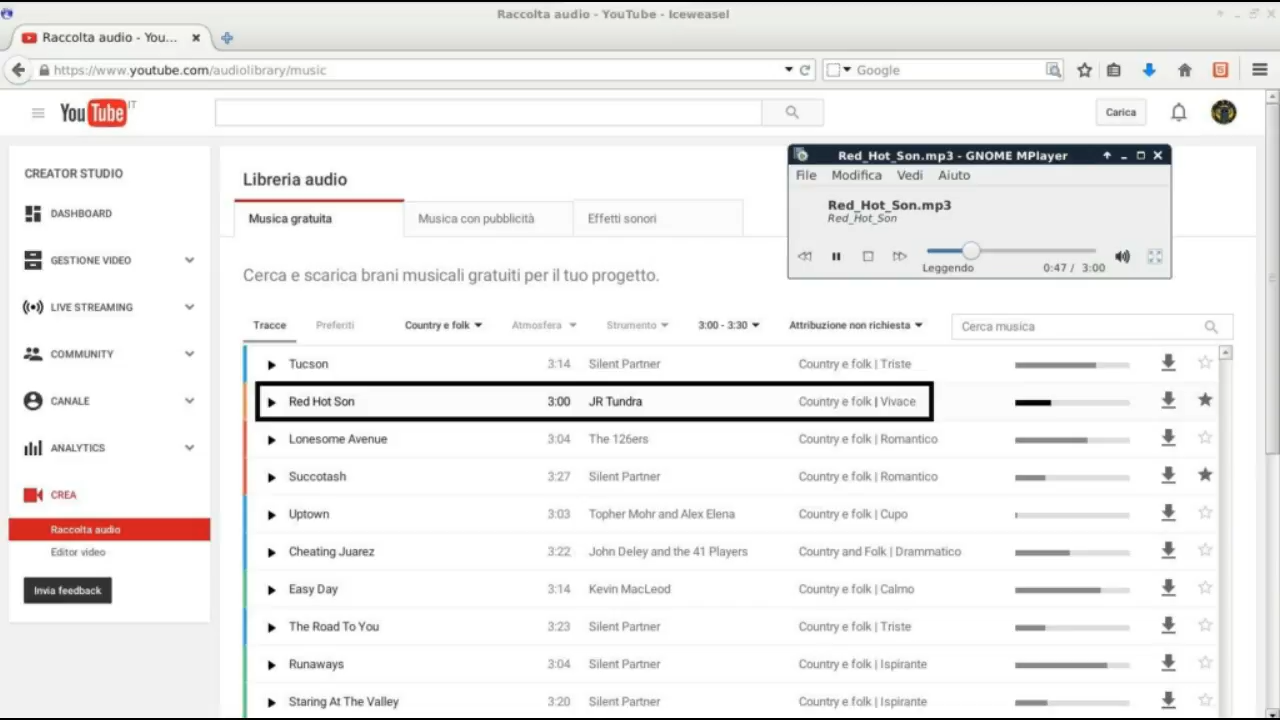 Raccolta audio - YouTube - Iceweasel
Raccolta audio - You...
https://www.youtube.com/audiolibrary/music
Google
YouTube IT
Carica
CREATOR STUDIO
DASHBOARD
GESTIONE VIDEO
LIVE STREAMING
COMMUNITY
CANALE
ANALYTICS
CREA
Raccolta audio
Editor video
Invia feedback
Libreria audio
Musica gratuita Musica con pubblicità Effetti sonori
Cerca e scarica brani musicali gratuiti per il tuo progetto.
Red_Hot_Son.mp3 - GNOME MPlayer
File Modifica Vedi Aiuto
Red_Hot_Son.mp3
Red_Hot_Son
Leggendo 0:47 / 3:00
Tracce Preferiti Country e folk Atmosfera Strumento 3:00 - 3:30 Attribuzione non richiesta Cerca musica
Tucson 3:14 Silent Partner Country e folk | Triste
Red Hot Son 3:00 JR Tundra Country e folk | Vivace
Lonesome Avenue 3:04 The 126ers Country e folk | Romantico
Succotash 3:27 Silent Partner Country e folk | Romantico
Uptown 3:03 Topher Mohr and Alex Elena Country e folk | Cupo
Cheating Juarez 3:22 John Deley and the 41 Players Country and Folk | Drammatico
Easy Day 3:14 Kevin MacLeod Country e folk | Calmo
The Road To You 3:23 Silent Partner Country e folk | Triste
Runaways 3:04 Silent Partner Country e folk | Ispirante
Staring At The Valley 3:20 Silent Partner Country e folk | Ispirante